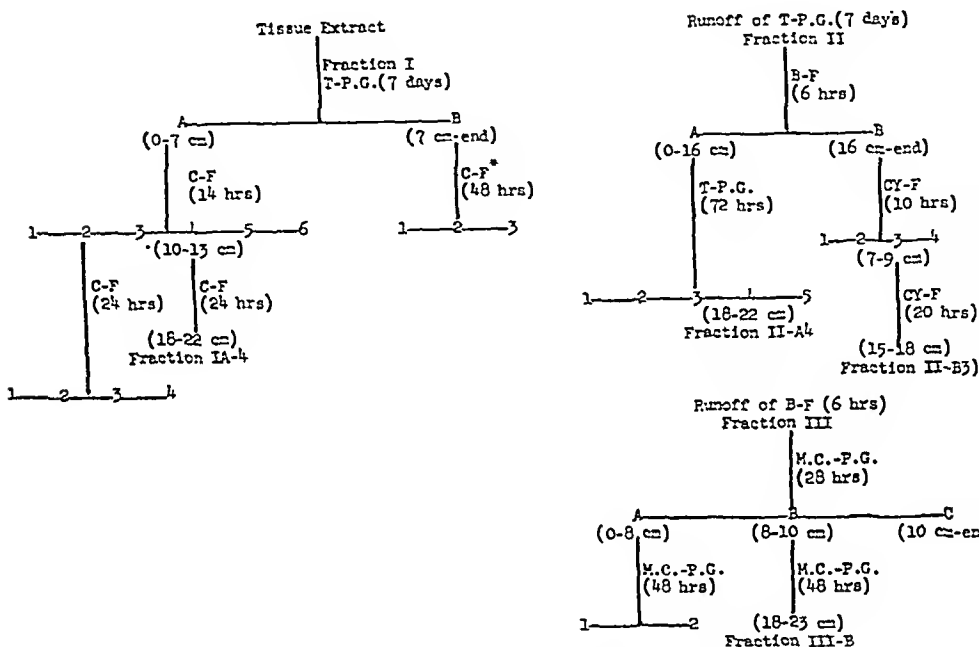 Tissue Extract
Fraction I
T-P.G.(7 days)
A B
(0-7 cm) (7 cm-end)
C-F
(14 hrs)
C-F*
(48 hrs)
1 2 3 5 6
(10-13 cm)
1 2 3
C-F
(24 hrs)
C-F
(24 hrs)
(18-22 cm)
Fraction IA-4
1 2 3 4
Runoff of T-P.G.(7 days)
Fraction II
B-F
(6 hrs)
A B
(0-16 cm) (16 cm-end)
T-P.G.
(72 hrs)
CY-F
(10 hrs)
1 2 3 4
(7-9 cm)
CY-F
(20 hrs)
1 2 3 5
(18-22 cm)
Fraction II-A4
(15-18 cm)
Fraction II-B3)
Runoff of B-F (6 hrs)
Fraction III
M.C.-P.G.
(28 hrs)
A B C
(0-8 cm) (8-10 cm) (10 cm-en
M.C.-P.G.
(48 hrs)
M.C.-P.G.
(48 hrs)
1 2
(18-23 cm)
Fraction III-B